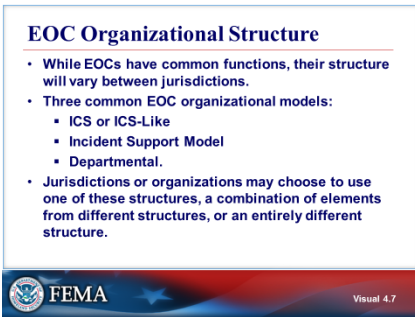 EOC Organizational Structure
• While EOCs have common functions, their structure
will vary between jurisdictions.
• Three common EOC organizational models:
▪ ICS or ICS-Like
▪ Incident Support Model
▪ Departmental.
• Jurisdictions or organizations may choose to use
one of these structures, a combination of elements
from different structures, or an entirely different
structure.
FEMA
Visual 4.7